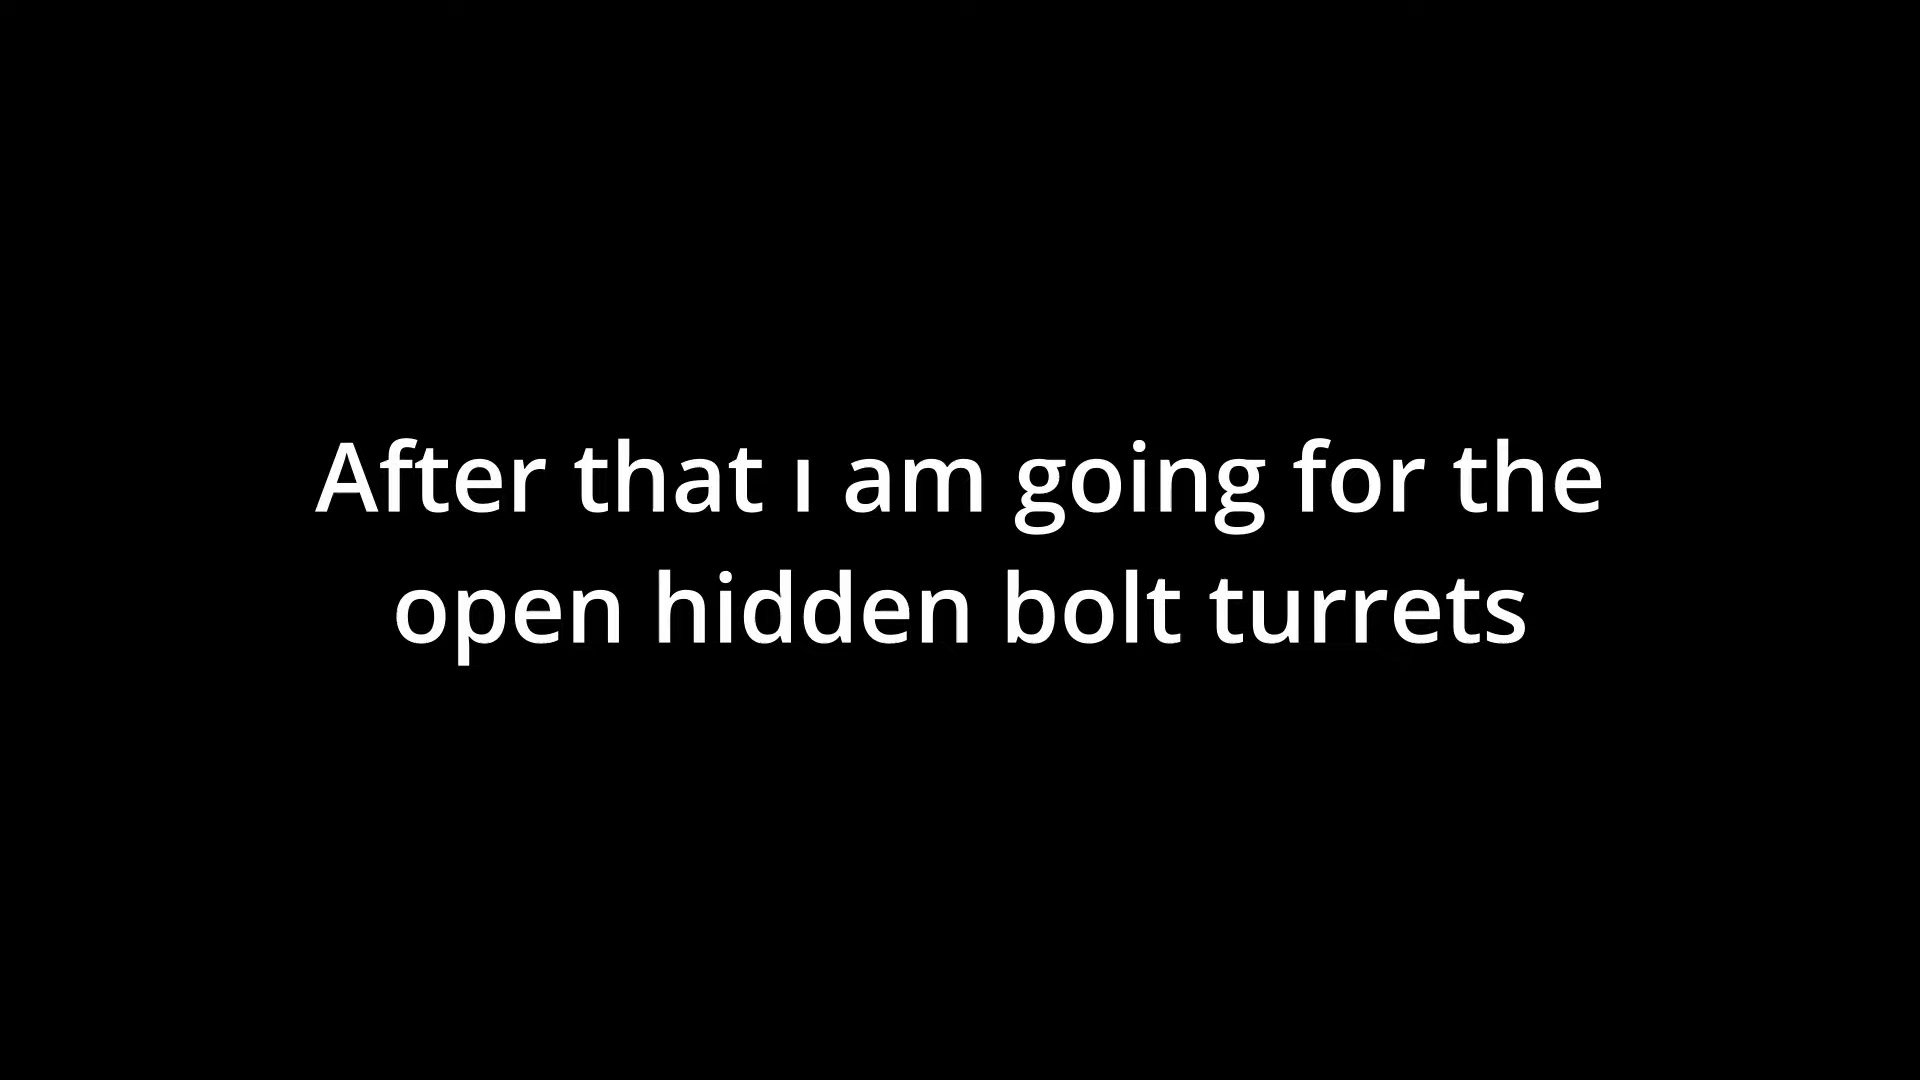 After that ı am going for the
open hidden bolt turrets